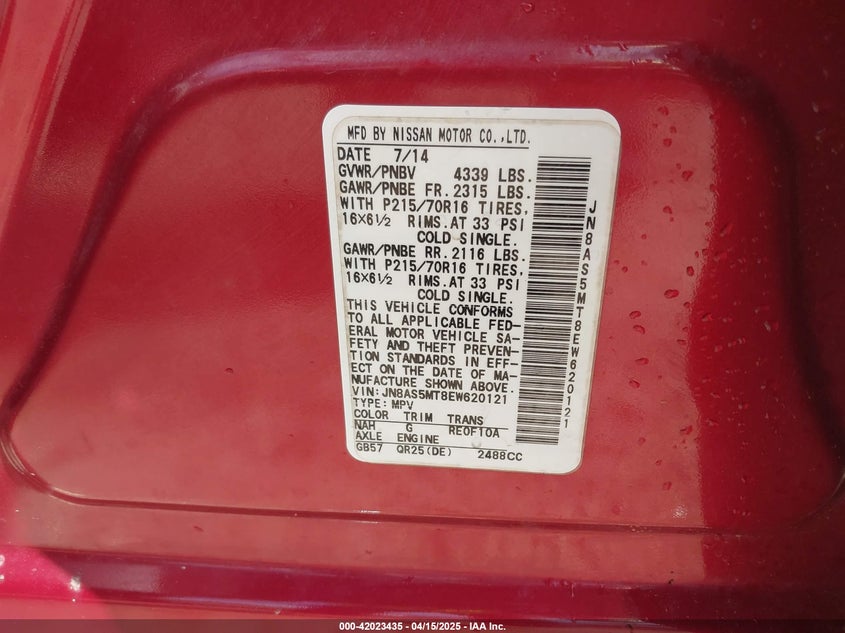 MFD BY NISSAN MOTOR CO.,LTD.
DATE 7/14
GVWR/PNBV 4339 LBS.
GAWR/PNBE FR. 2315 LBS.
WITH P215/70R16 TIRES,
16X6½ RIMS. AT 33 PSI
COLD SINGLE.
GAWR/PNBE RR. 2116 LBS.
WITH P215/70R16 TIRES,
16X6½ RIMS. AT 33 PSI
COLD SINGLE.
THIS VEHICLE CONFORMS
TO ALL APPLICABLE FED-
ERAL MOTOR VEHICLE SA-
FETY AND THEFT PREVEN-
TION STANDARDS IN EFF-
ECT ON THE DATE OF MA-
NUFACTURE SHOWN ABOVE.
VIN: JN8AS5MT8EW620121
TYPE: MPV
COLOR TRIM TRANS
NAH G RE0F10A
AXLE ENGINE
GB57 QR25(DE) 2488CC
JN8AS5MT8EW620121
000-42023435 - 04/15/2025 - IAA Inc.